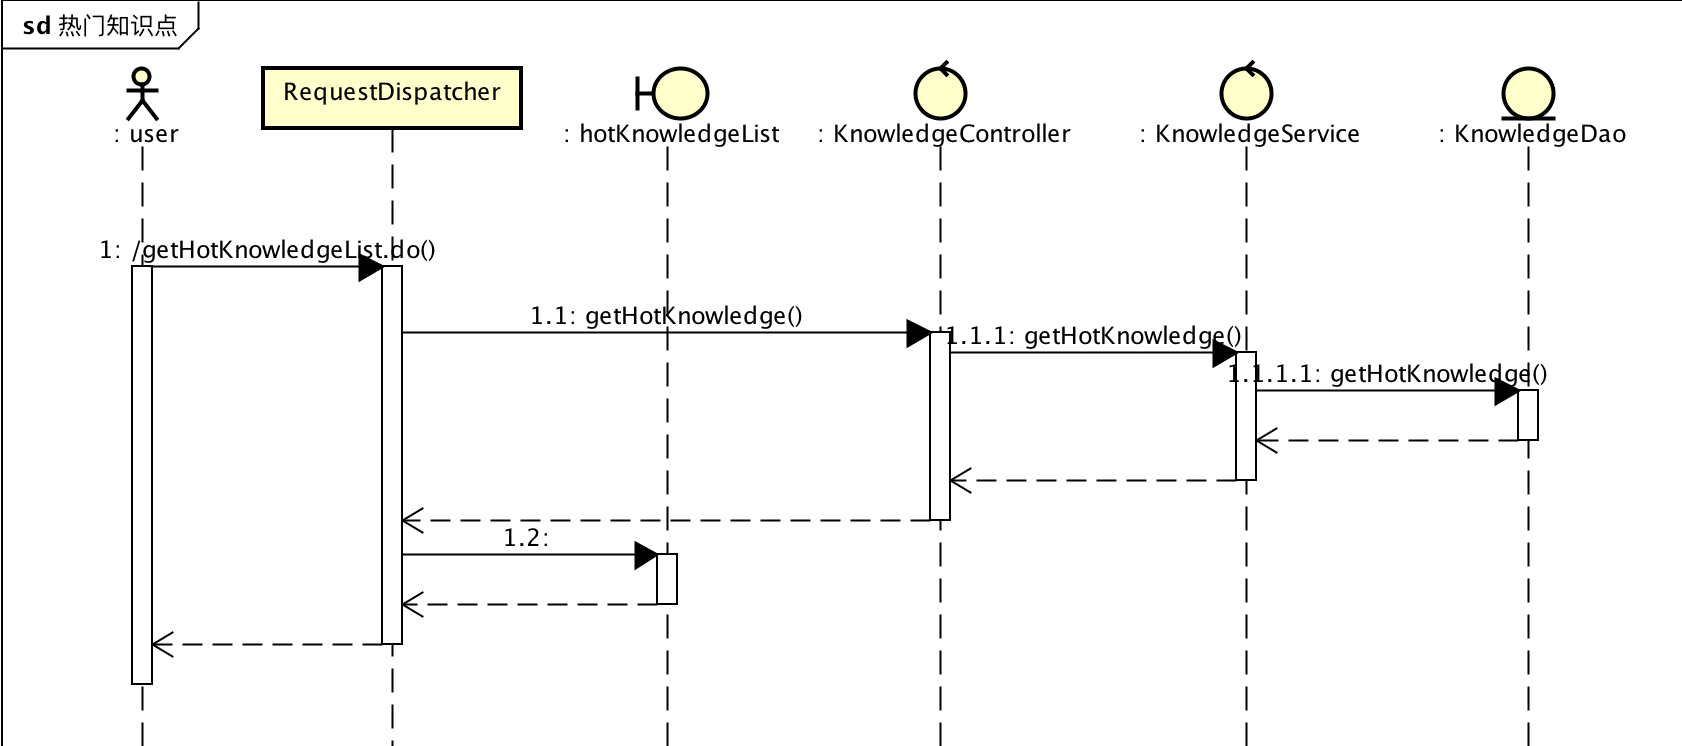 sd 热门知识点
RequestDispatcher
: user
: hotKnowledgeList
: KnowledgeController
: KnowledgeService
: KnowledgeDao
1: /getHotKnowledgeList.do()
1.1: getHotKnowledge()
1.1.1: getHotKnowledge()
1.1.1.1: getHotKnowledge()
1.2: